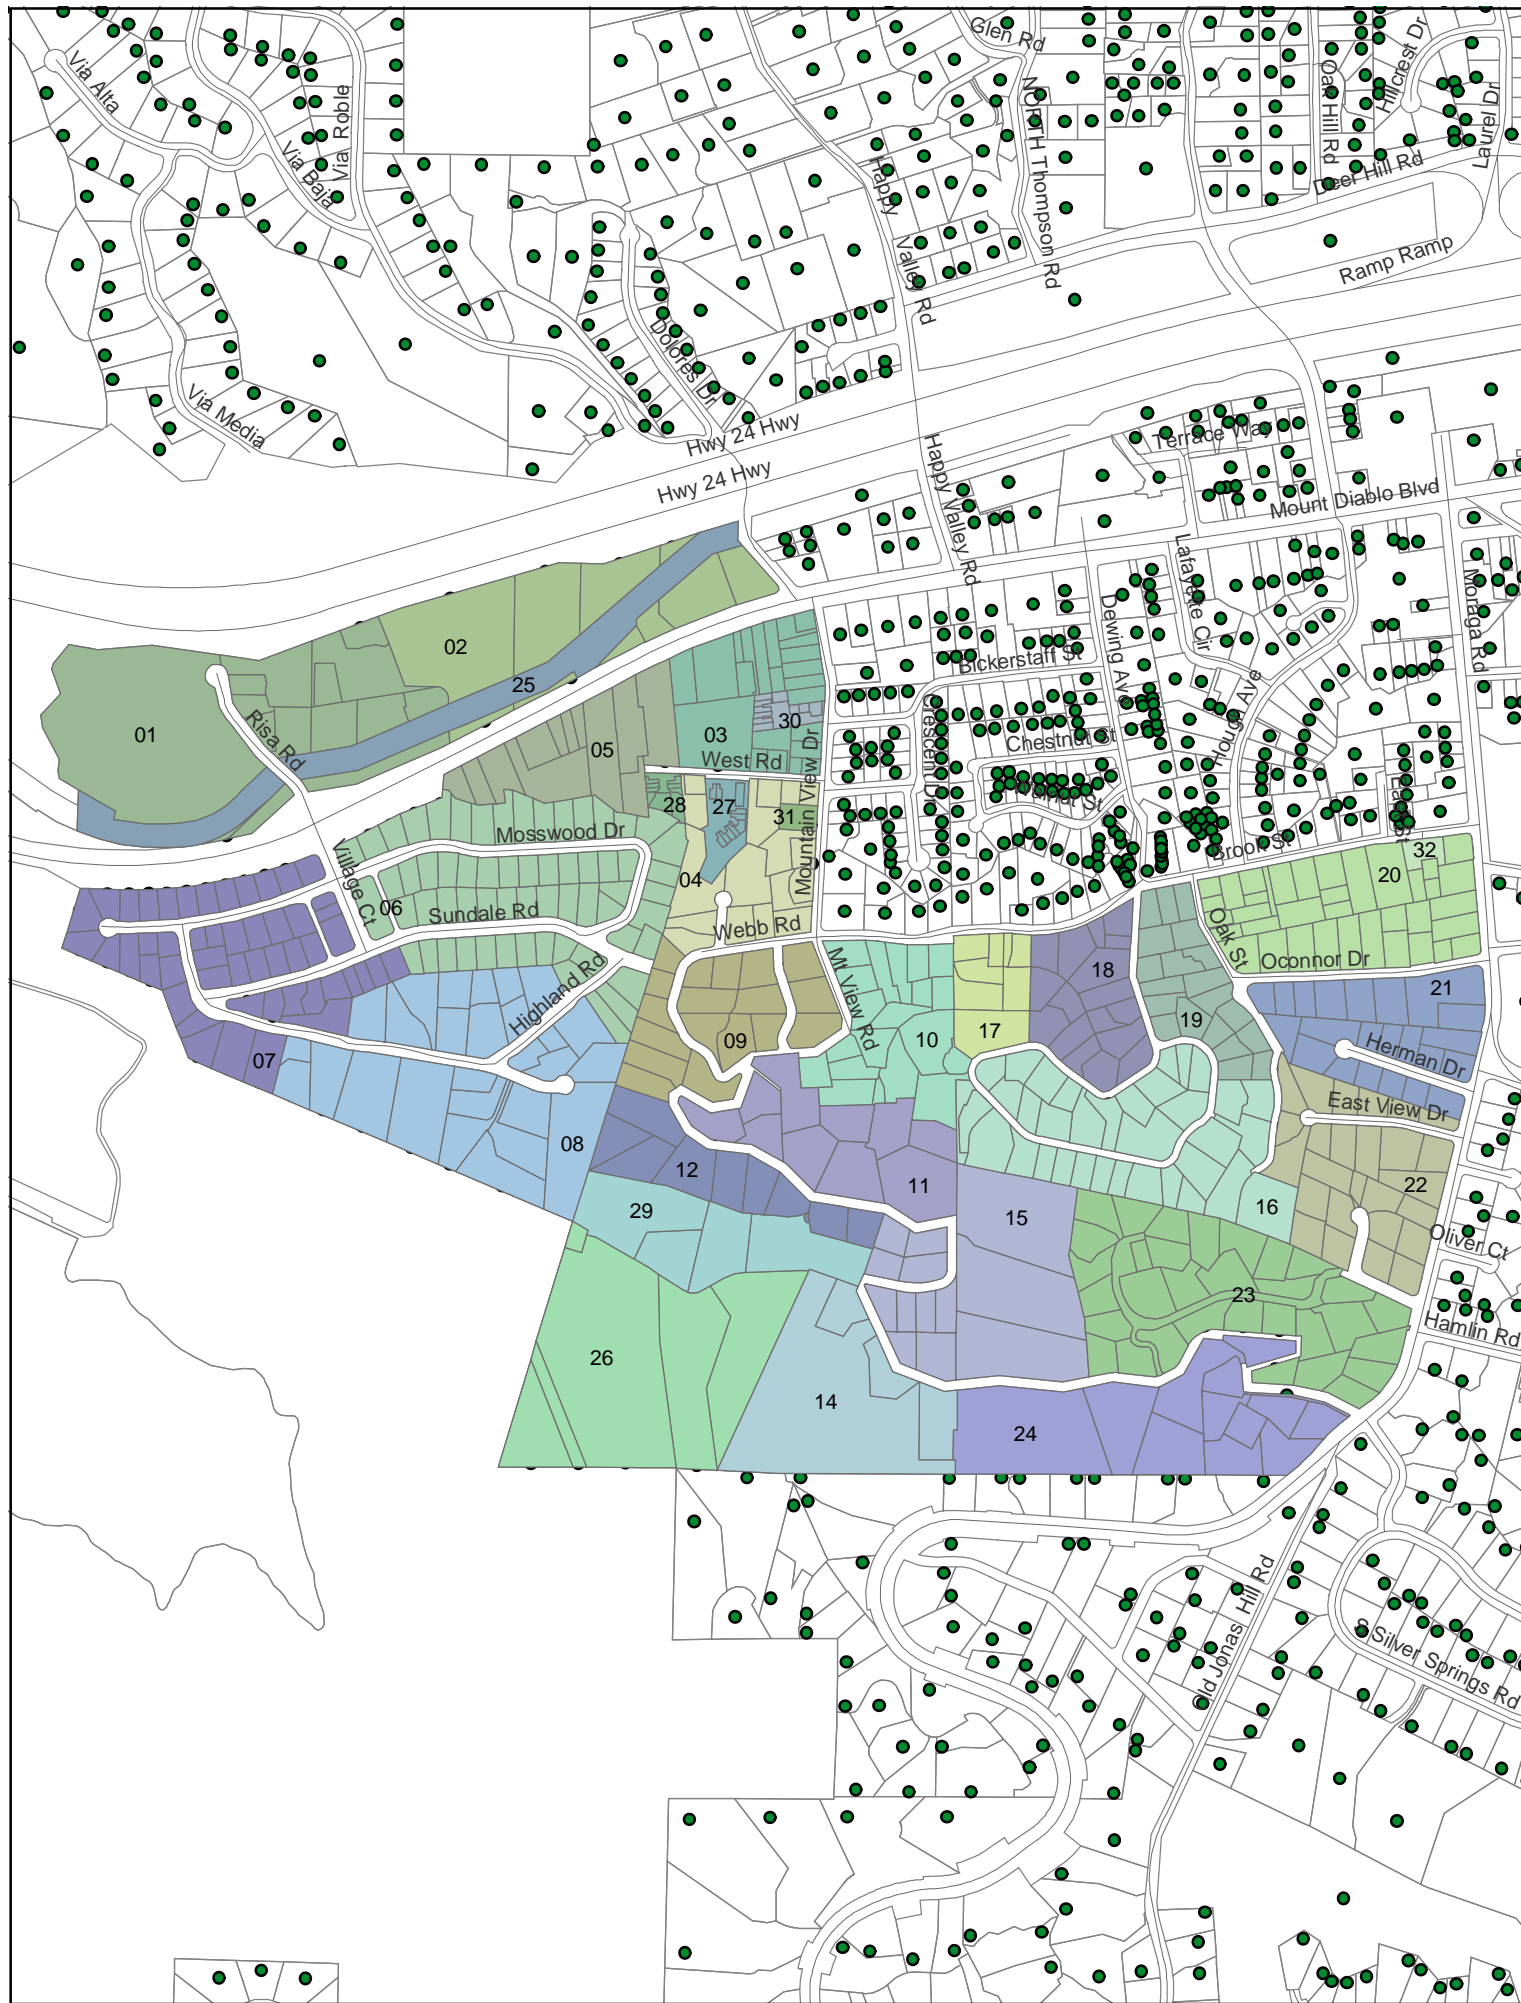 Glen Rd
Via Alta
Via Roble
NORTH Thompson Rd
Oak Hill Rd
Hillcrest Dr
Laurel Dr
Via Baja
Happy
Valley Rd
Deer Hill Rd
Ramp Ramp
Dolores Dr
Via Media
Hwy 24 Hwy
Hwy 24 Hwy
Terrace Way
Happy Valley Rd
Mount Diablo Blvd
Lafayette Cir
Moraga Rd
Dewing Ave
02
Bickerstaff St
25
Hough Ave
01
Risa Rd
05
03
30
Crescent Dr
Chestnut St
West Rd
Mountain View Dr
28
27
31
Walnut St
East St
Mosswood Dr
Brook St
32
Village Ct
04
20
06
Sundale Rd
Webb Rd
Oak St
Oconnor Dr
18
Highland Rd
Mt View Rd
21
19
17
09
10
07
Herman Dr
East View Dr
08
12
11
22
29
15
16
Oliver Ct
23
Hamlin Rd
26
14
24
Old Jonas Hill Rd
S Silver Springs Rd